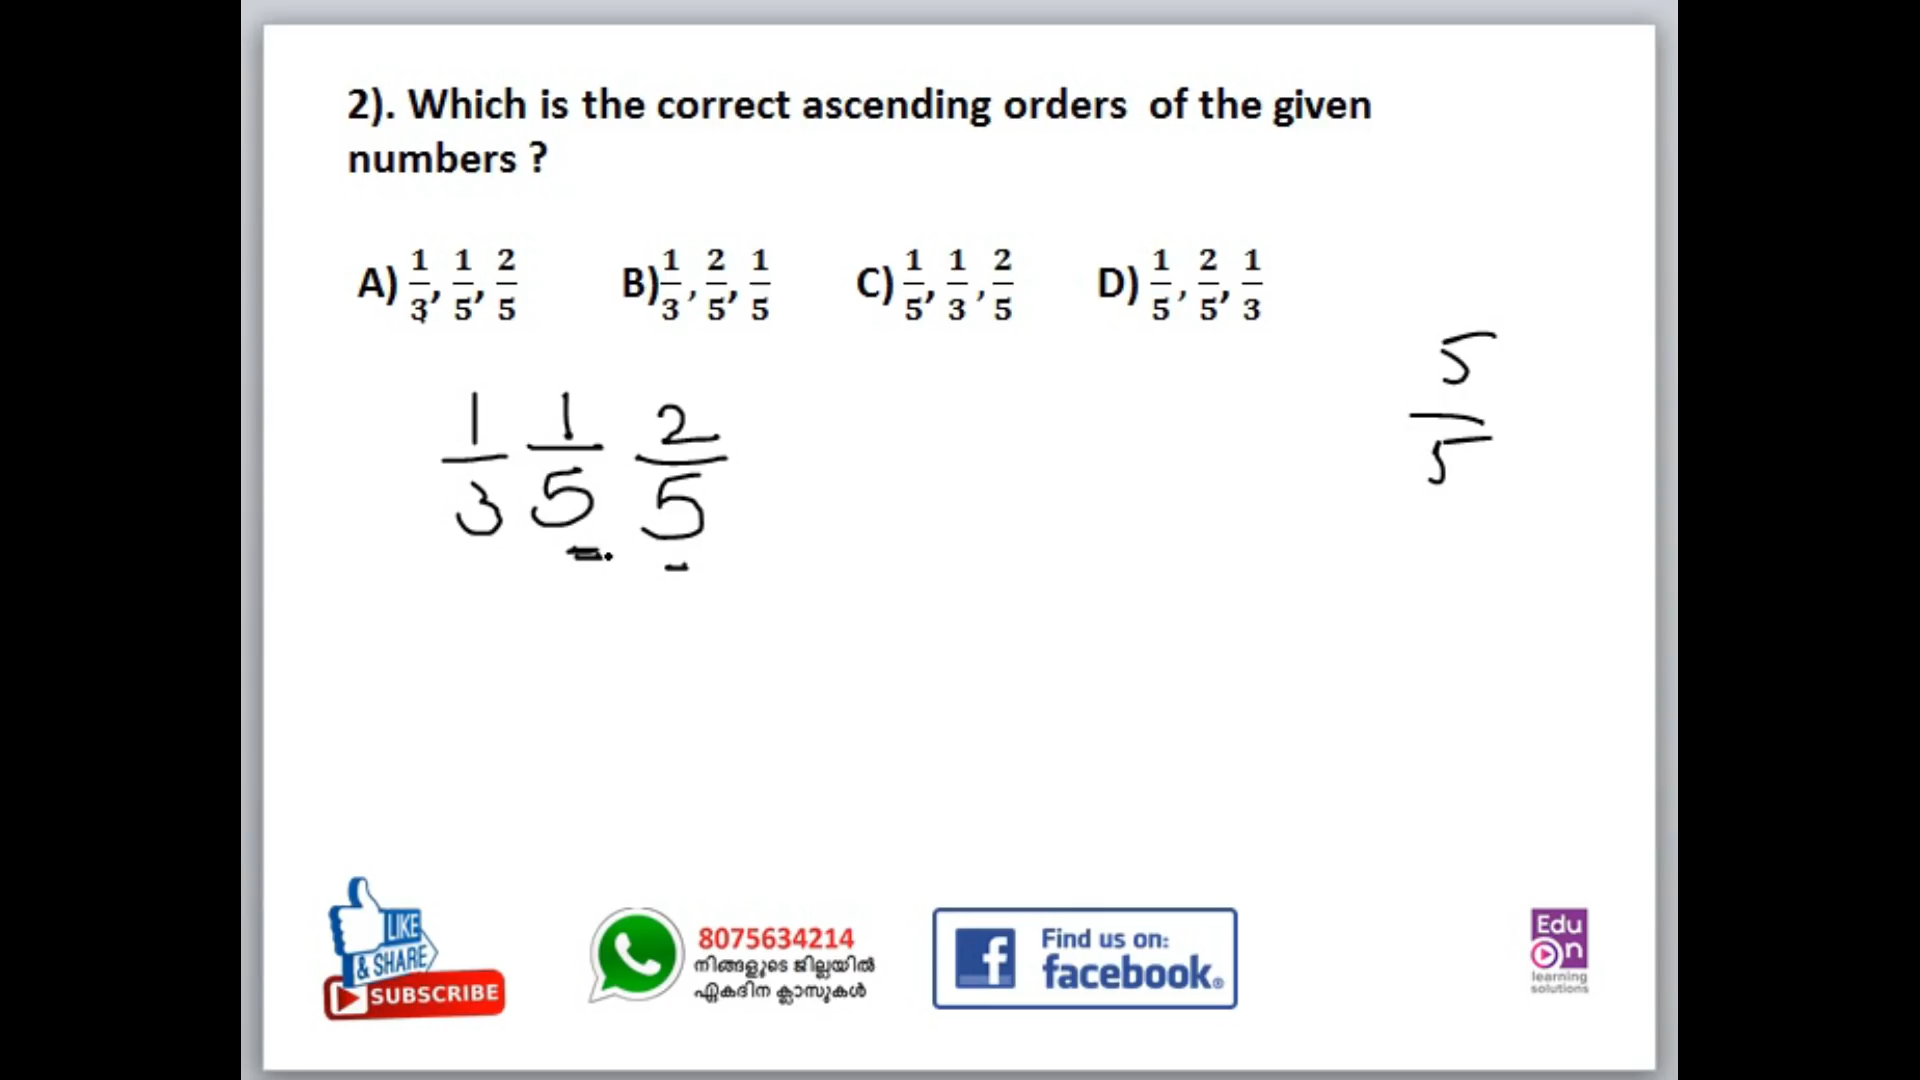 2). Which is the correct ascending orders of the given
numbers ?
A) 1/3, 1/5, 2/5 B) 1/3, 2/5, 1/5 C) 1/5, 1/3, 2/5 D) 1/5, 2/5, 1/3
1/3 1/5 2/5
5/5
LIKE
& SHARE
SUBSCRIBE
8075634214
നിങ്ങളുടെ ജില്ലയിൽ
ഏകദിന ക്ലാസുകൾ
Find us on:
facebook®
Edu
On
learning
solutions